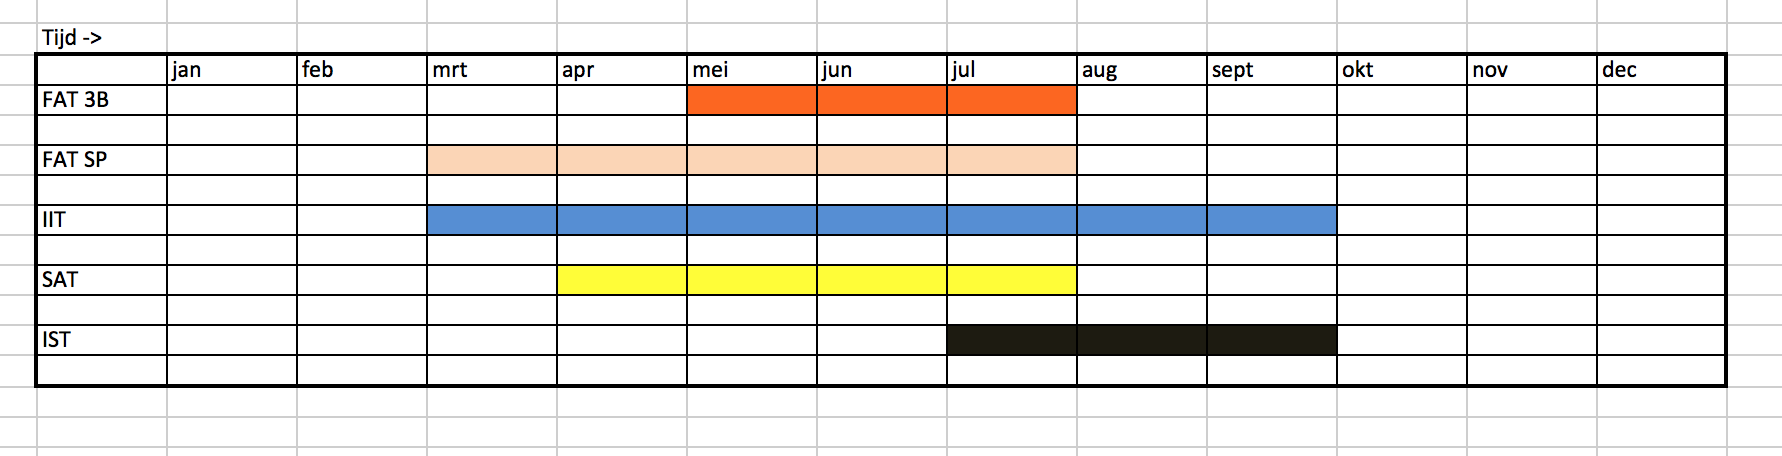 Tijd ->
jan feb mrt apr mei jun jul aug sept okt nov dec
FAT 3B
FAT SP
IIT
SAT
IST